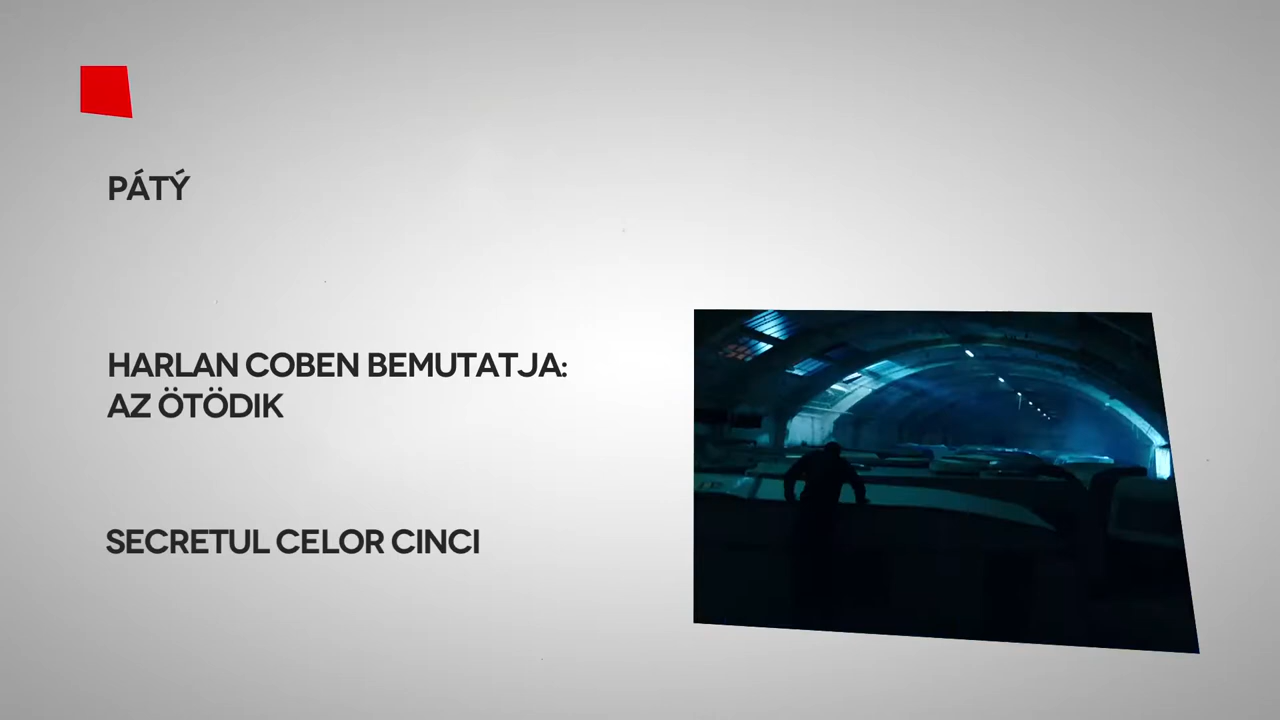 PÁTÝ
HARLAN COBEN BEMUTATJA:
AZ ÖTÖDIK
SECRETUL CELOR CINCI